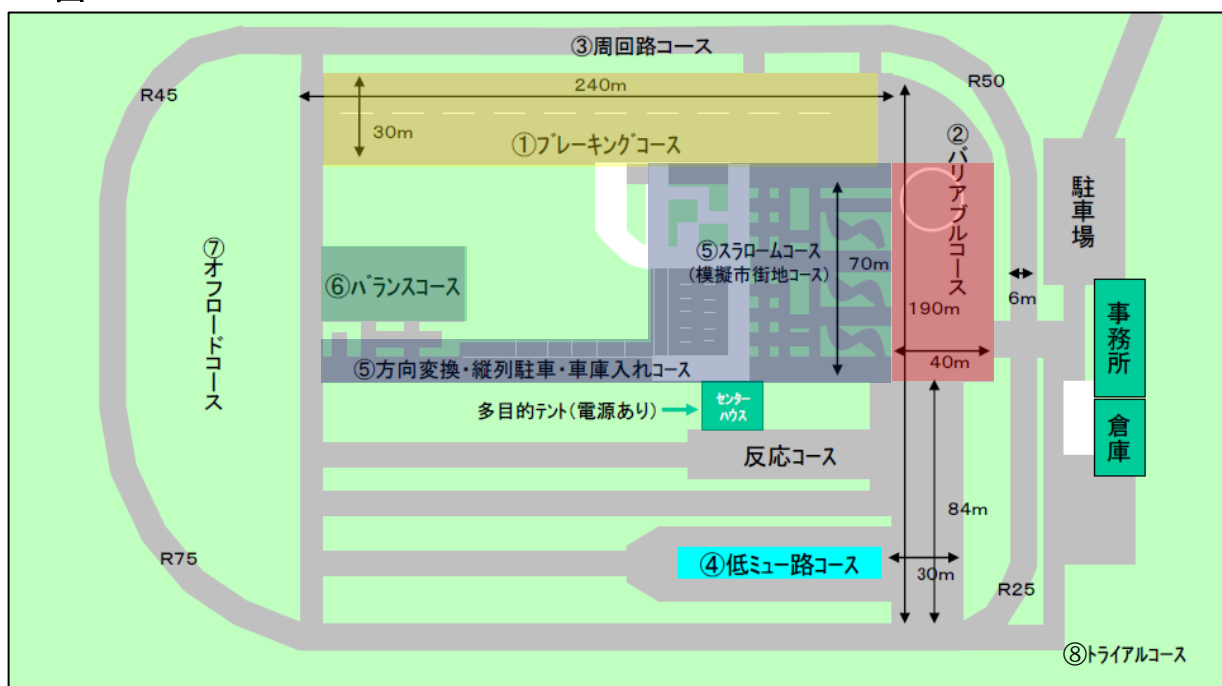 ③周回路コース
R45
240m
R50
30m
①ブレーキングコース
②バリアブルコース
駐車場
⑦オフロードコース
⑤スラロームコース
(模擬市街地コース)
70m
⑥バランスコース
6m
190m
事務所
40m
⑤方向変換・縦列駐車・車庫入れコース
多目的テント(電源あり)
センター
ハウス
倉庫
反応コース
84m
R75
④低ミュー路コース
30m
R25
⑧トライアルコース